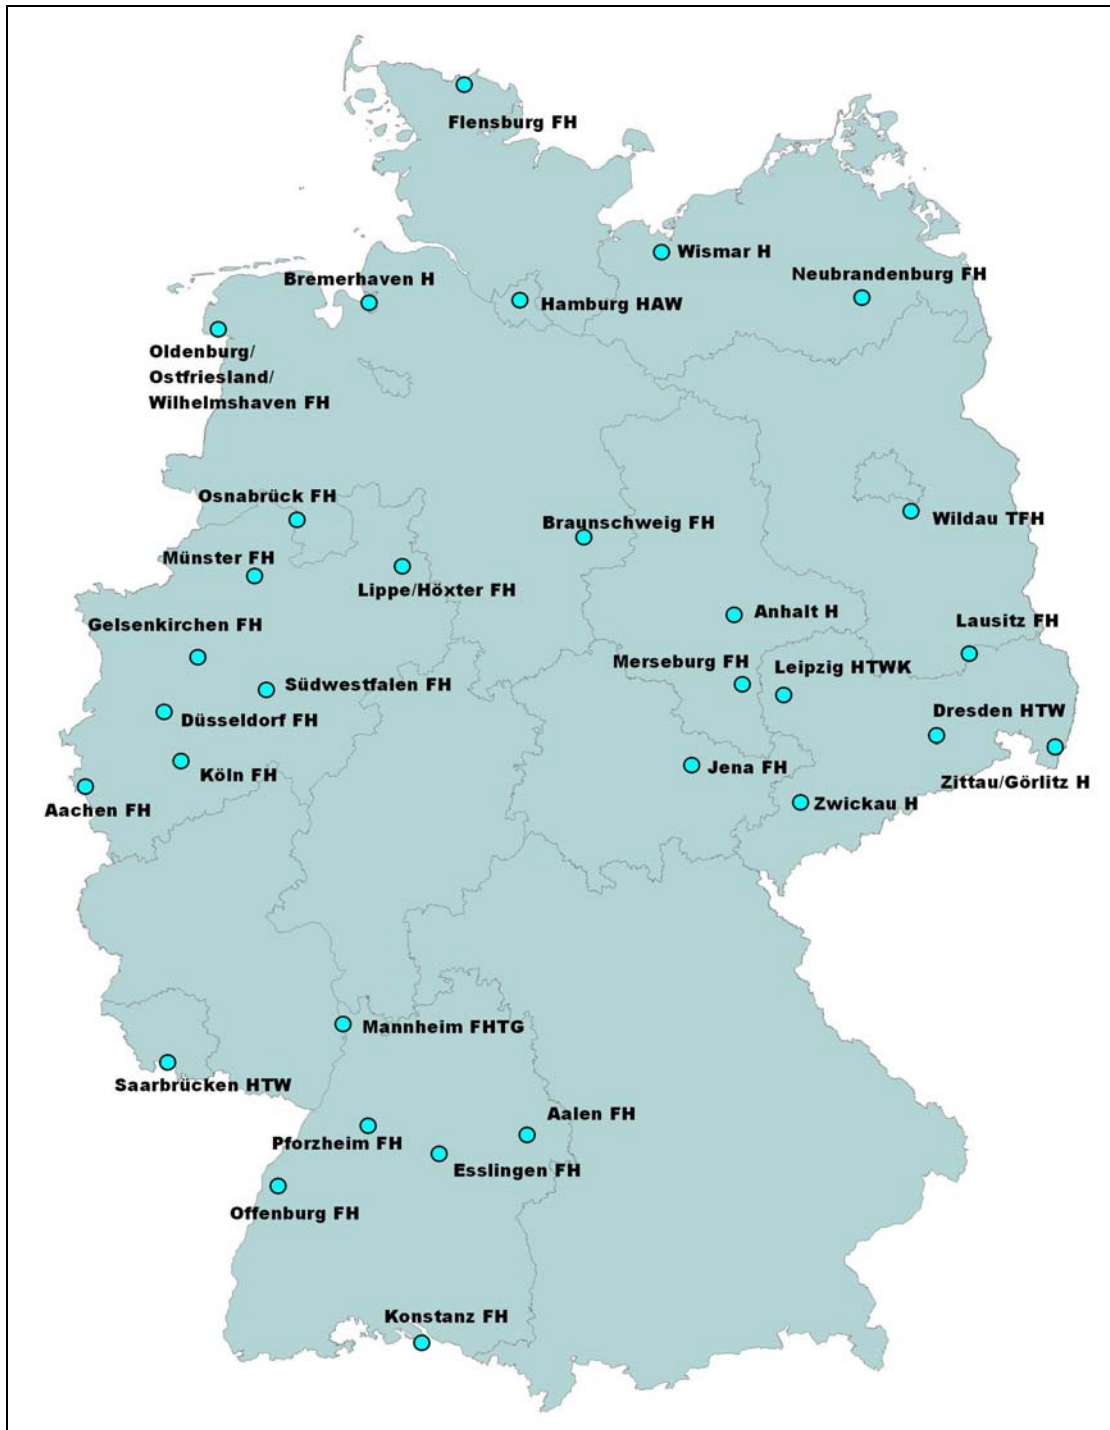 Flensburg FH
Wismar H
Neubrandenburg FH
Bremerhaven H
Hamburg HAW
Oldenburg/
Ostfriesland/
Wilhelmshaven FH
Osnabrück FH
Braunschweig FH
Wildau TFH
Münster FH
Lippe/Höxter FH
Anhalt H
Gelsenkirchen FH
Lausitz FH
Merseburg FH
Leipzig HTWK
Südwestfalen FH
Düsseldorf FH
Dresden HTW
Köln FH
Jena FH
Zittau/Görlitz H
Aachen FH
Zwickau H
Mannheim FHTG
Saarbrücken HTW
Aalen FH
Pforzheim FH
Esslingen FH
Offenburg FH
Konstanz FH